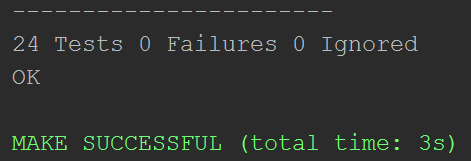 -----------------------
24 Tests 0 Failures 0 Ignored
OK
MAKE SUCCESSFUL (total time: 3s)